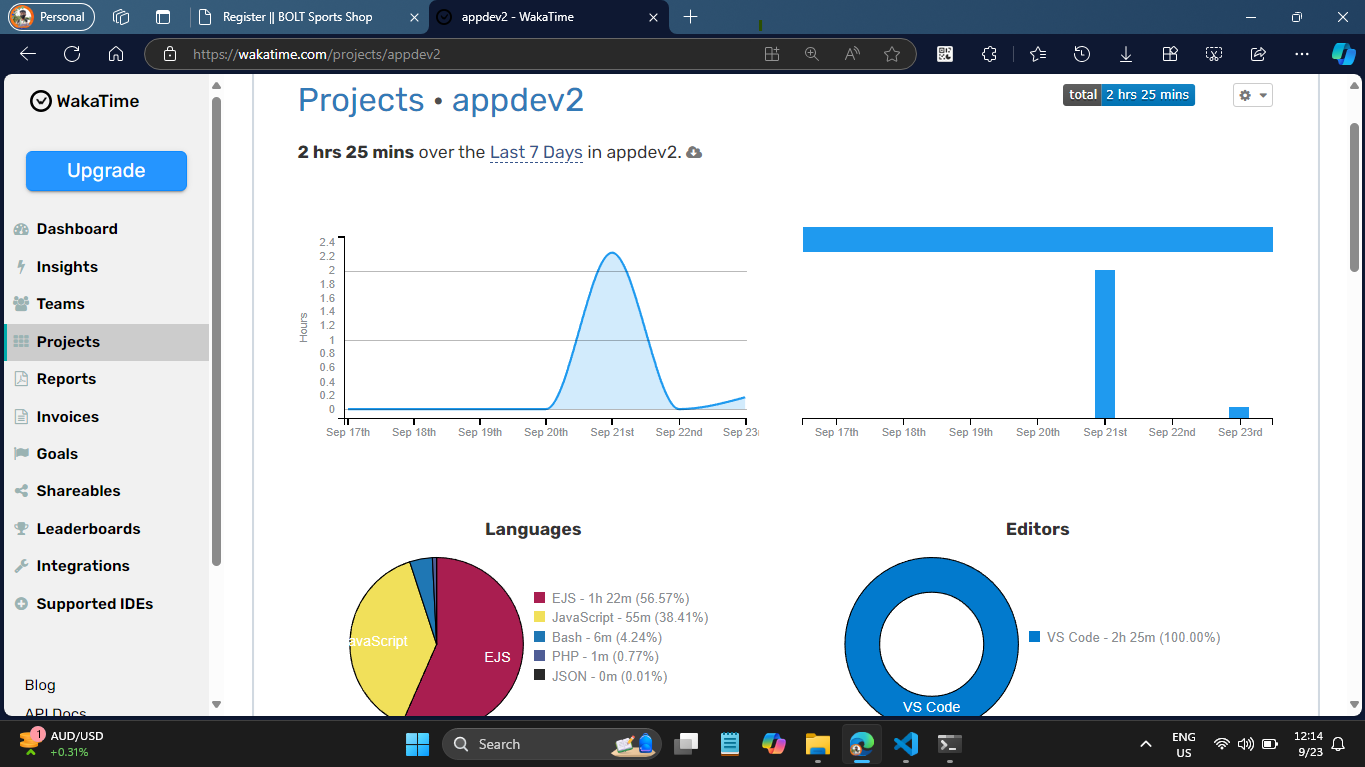 Personal
Register || BOLT Sports Shop
appdev2 - WakaTime
https://wakatime.com/projects/appdev2
WakaTime
Upgrade
Dashboard
Insights
Teams
Projects
Reports
Invoices
Goals
Shareables
Leaderboards
Integrations
Supported IDEs
Blog
API Docs
Projects • appdev2
total 2 hrs 25 mins
2 hrs 25 mins over the Last 7 Days in appdev2.
Hours
2.4
2.2
2
1.8
1.6
1.4
1.2
1
0.8
0.6
0.4
0.2
0
Sep 17th Sep 18th Sep 19th Sep 20th Sep 21st Sep 22nd Sep 23
Sep 17th Sep 18th Sep 19th Sep 20th Sep 21st Sep 22nd Sep 23rd
Languages
JavaScript
EJS
EJS - 1h 22m (56.57%)
JavaScript - 55m (38.41%)
Bash - 6m (4.24%)
PHP - 1m (0.77%)
JSON - 0m (0.01%)
Editors
VS Code
VS Code - 2h 25m (100.00%)
1
AUD/USD
+0.31%
Search
ENG
US
12:14
9/23